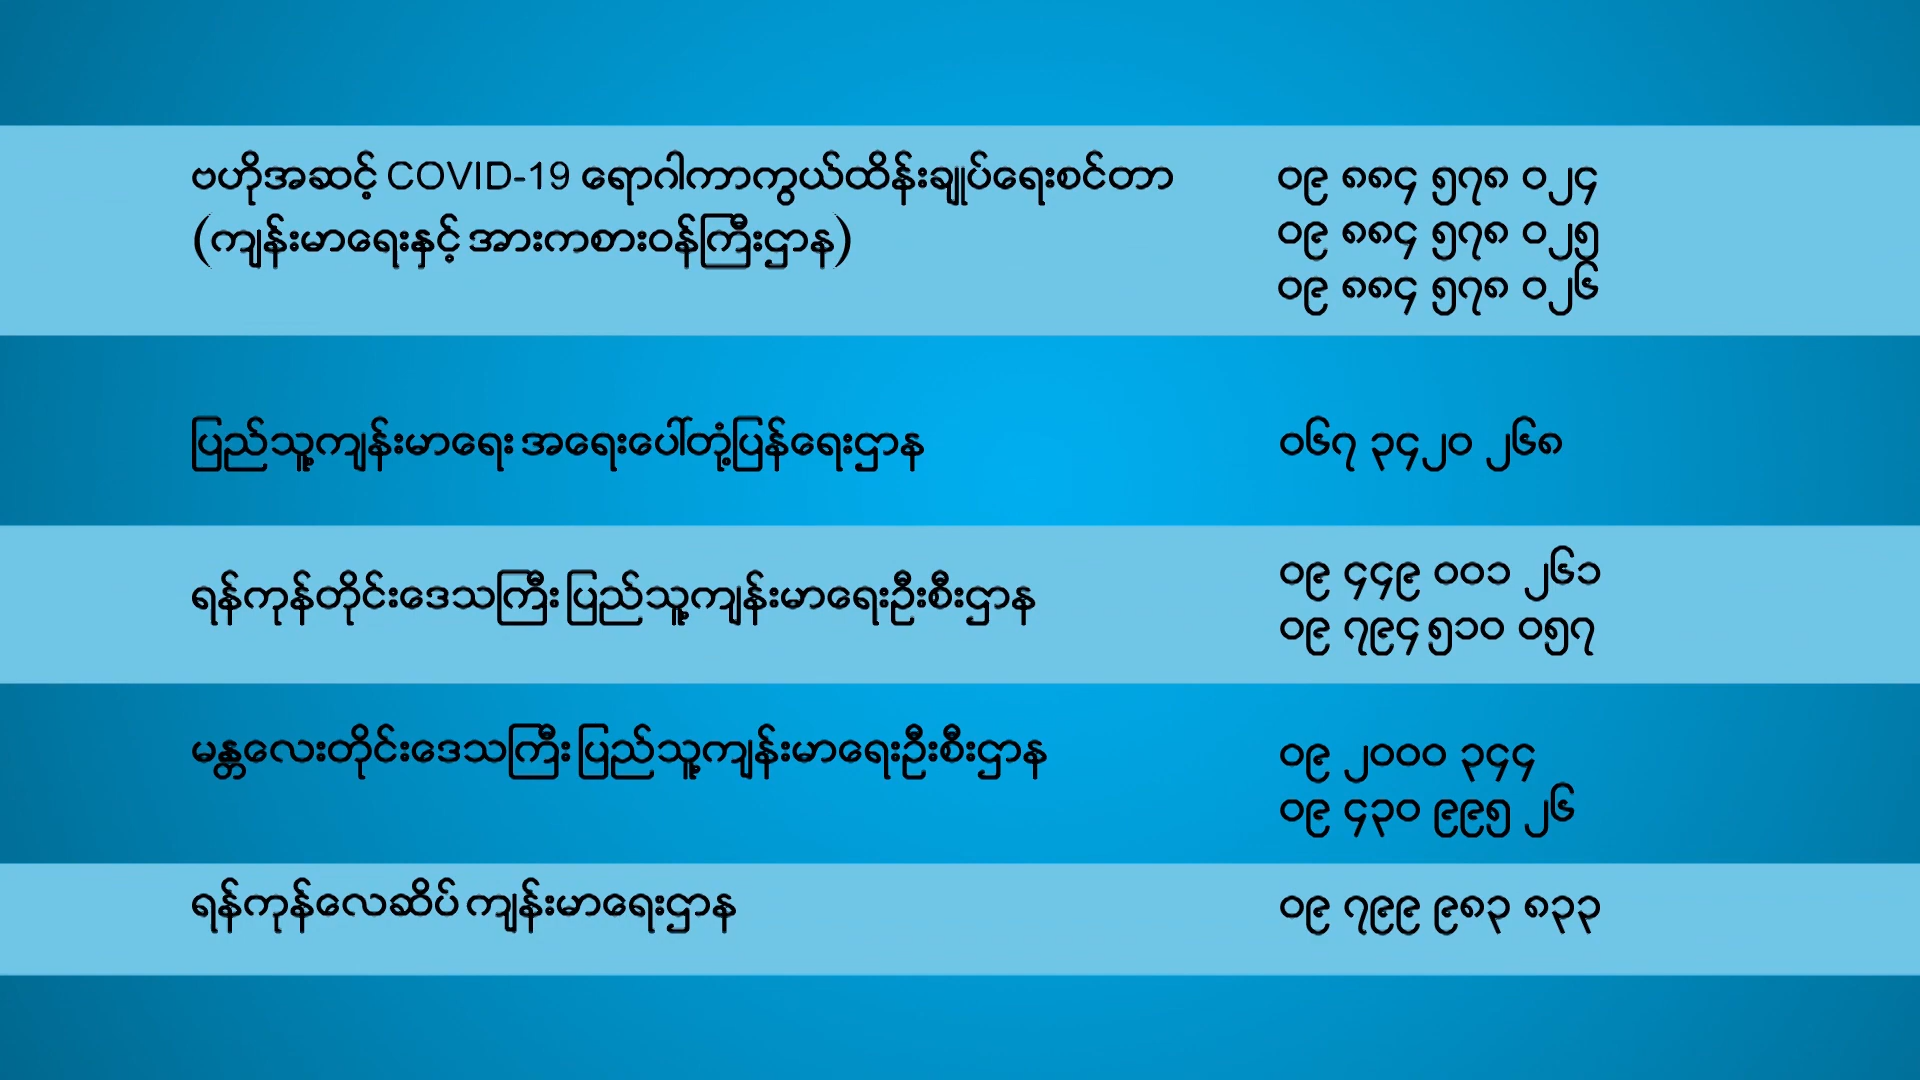 ဗဟိုအဆင့် COVID-19 ရောဂါကာကွယ်ထိန်းချုပ်ရေးစင်တာ ၀၉ ၈၈၄ ၅၇၈ ၀၂၄
(ကျန်းမာရေးနှင့် အားကစားဝန်ကြီးဌာန) ၀၉ ၈၈၄ ၅၇၈ ၀၂၅
၀၉ ၈၈၄ ၅၇၈ ၀၂၆
ပြည်သူ့ကျန်းမာရေး အရေးပေါ်တုံ့ပြန်ရေးဌာန ၀၆၇ ၃၄၂၀ ၂၆၈
ရန်ကုန်တိုင်းဒေသကြီး ပြည်သူ့ကျန်းမာရေးဦးစီးဌာန ၀၉ ၄၄၉ ၀၀၁ ၂၆၁
၀၉ ၇၉၄ ၅၁၀ ၀၅၇
မန္တလေးတိုင်းဒေသကြီး ပြည်သူ့ကျန်းမာရေးဦးစီးဌာန ၀၉ ၂၀၀၀ ၃၄၄
၀၉ ၄၃၀ ၉၉၅ ၂၆
ရန်ကုန်လေဆိပ် ကျန်းမာရေးဌာန ၀၉ ၇၉၉ ၉၈၃ ၈၃၃